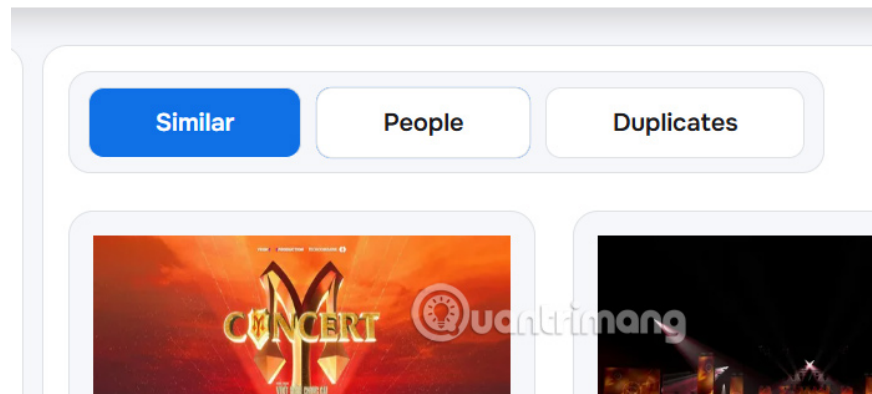 Similar
People
Duplicates
CONCERT
Quantrimang